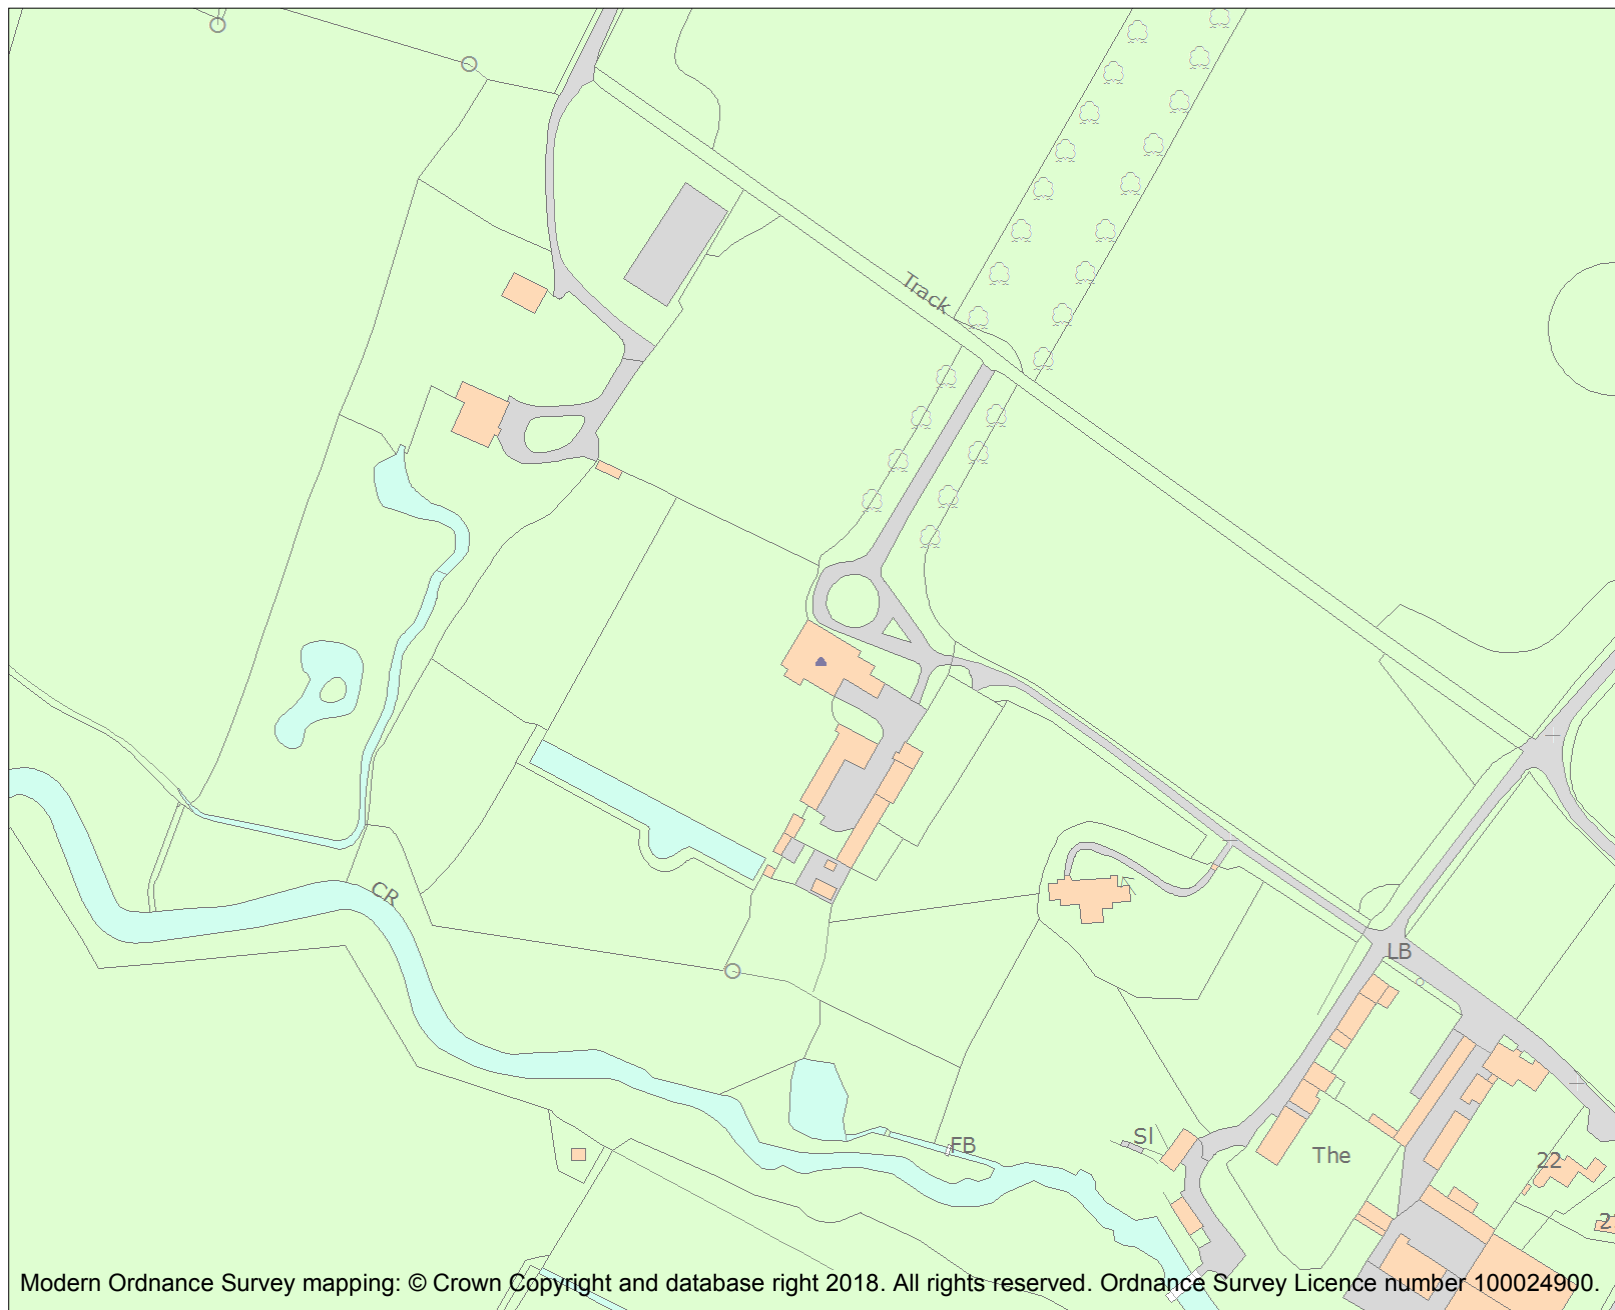 Track
CR
LB
FB
Sl
The
22
2
Modern Ordnance Survey mapping: © Crown Copyright and database right 2018. All rights reserved. Ordnance Survey Licence number 100024900.